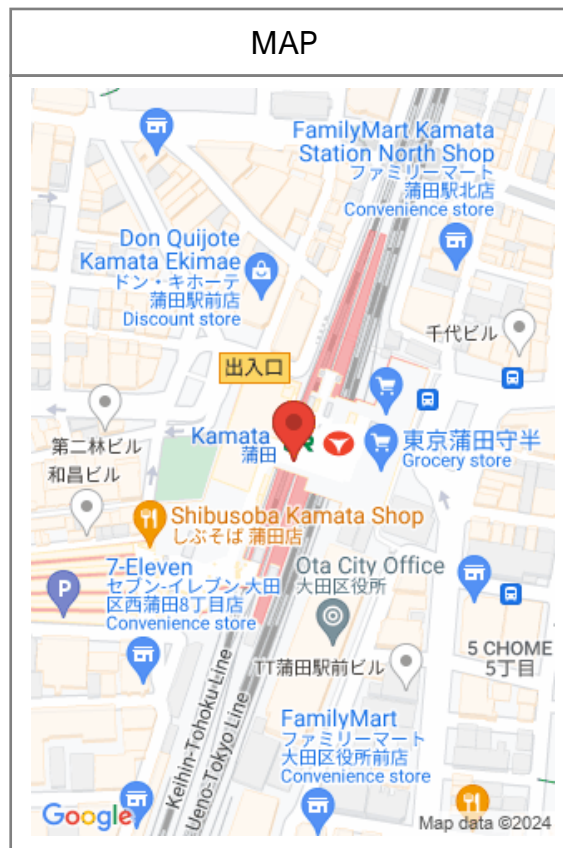 MAP
FamilyMart Kamata
Station North Shop
ファミリーマート
蒲田駅北店
Convenience store
Don Quijote
Kamata Ekimae
ドン・キホーテ
蒲田駅前店
Discount store
千代ビル
出入口
Kamata
蒲田
東京蒲田守半
Grocery store
第二林ビル
和昌ビル
Shibusoba Kamata Shop
しぶそば 蒲田店
7-Eleven
セブン-イレブン 大田
区西蒲田8丁目店
Convenience store
Ota City Office
大田区役所
P
5 CHOME
5丁目
TT蒲田駅前ビル
Keihin-Tohoku Line
Ueno-Tokyo Line
FamilyMart
ファミリーマート
大田区役所前店
Convenience store
Google
Map data ©2024